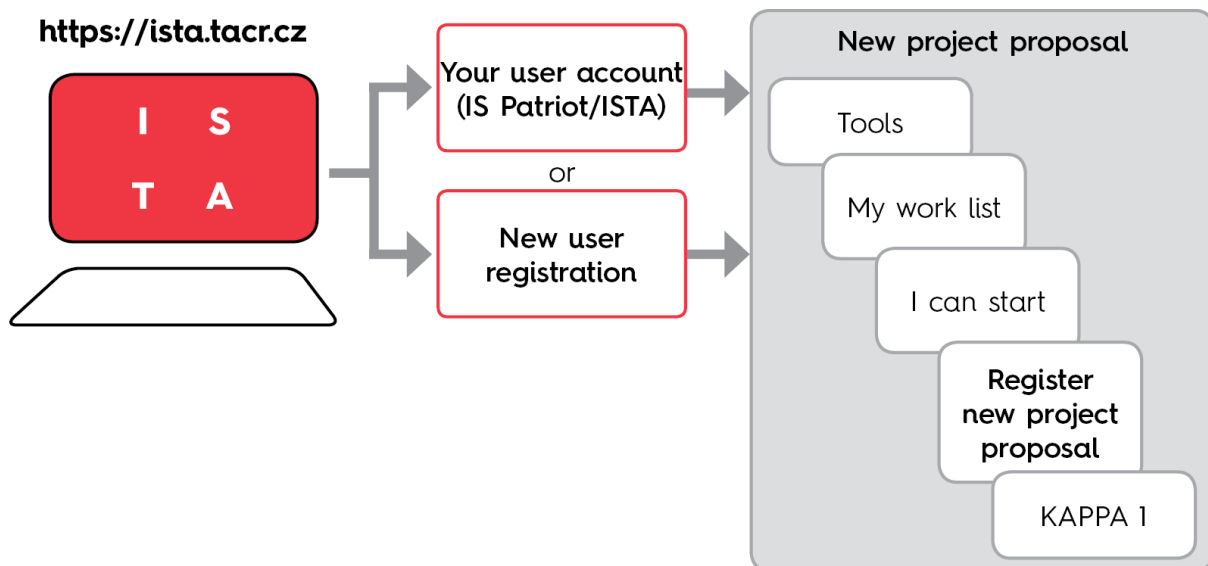 https://ista.tacr.cz
I S
T A
Your user account
(IS Patriot/ISTA)
or
New user
registration
New project proposal
Tools
My work list
I can start
Register
new project
proposal
KAPPA 1